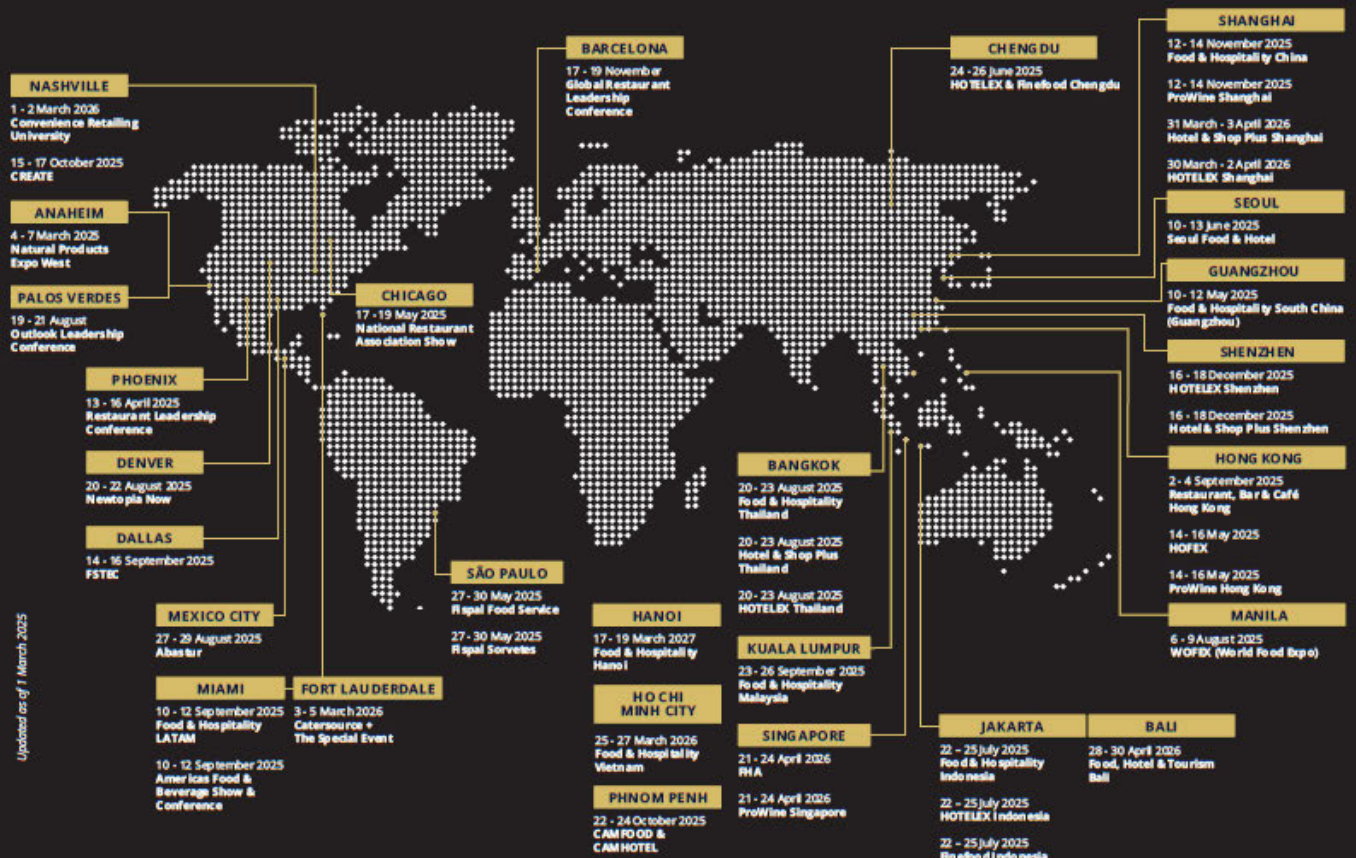 NASHVILLE
1 - 2 March 2026
Convenience Retailing
University
15 - 17 October 2025
CREATE
ANAHEIM
4 - 7 March 2025
Natural Products
Expo West
PALOS VERDES
19 - 21 August
Outlook Leadership
Conference
PHOENIX
13 - 16 April 2025
Restaurant Leadership
Conference
DENVER
20 - 22 August 2025
Newtopia Now
DALLAS
14 - 16 September 2025
FSTEC
MEXICO CITY
27 - 29 August 2025
Abastur
MIAMI
10 - 12 September 2025
Food & Hospitality
LATAM
10 - 12 September 2025
Americas Food &
Beverage Show &
Conference
FORT LAUDERDALE
3 - 5 March 2026
Catersource +
The Special Event
CHICAGO
17 -19 May 2025
National Restaurant
Association Show
SÃO PAULO
27 - 30 May 2025
Fispal Food Service
27 - 30 May 2025
Fispal Sorvetes
BARCELONA
17 - 19 November
Global Restaurant
Leadership
Conference
HANOI
17 - 19 March 2027
Food & Hospitality
Hanoi
HO CHI
MINH CITY
25 - 27 March 2026
Food & Hospitality
Vietnam
PHNOM PENH
22 - 24 October 2025
CAMFOOD &
CAMHOTEL
BANGKOK
20 - 23 August 2025
Food & Hospitality
Thailand
20 - 23 August 2025
Hotel & Shop Plus
Thailand
20 - 23 August 2025
HOTELEX Thailand
KUALA LUMPUR
23 - 26 September 2025
Food & Hospitality
Malaysia
SINGAPORE
21 - 24 April 2026
FHA
21 - 24 April 2026
ProWine Singapore
JAKARTA
22 – 25 July 2025
Food & Hospitality
Indonesia
22 – 25 July 2025
HOTELEX Indonesia
22 – 25 July 2025
Finefood Indonesia
BALI
28 - 30 April 2026
Food, Hotel & Tourism
Bali
CHENGDU
24 - 26 June 2025
HOTELEX & Finefood Chengdu
SHANGHAI
12 - 14 November 2025
Food & Hospitality China
12 - 14 November 2025
ProWine Shanghai
31 March - 3 April 2026
Hotel & Shop Plus Shanghai
30 March - 2 April 2026
HOTELEX Shanghai
SEOUL
10 - 13 June 2025
Seoul Food & Hotel
GUANGZHOU
10 - 12 May 2025
Food & Hospitality South China
(Guangzhou)
SHENZHEN
16 - 18 December 2025
HOTELEX Shenzhen
16 - 18 December 2025
Hotel & Shop Plus Shenzhen
HONG KONG
2 - 4 September 2025
Restaurant, Bar & Café
Hong Kong
14 - 16 May 2025
HOFEX
14 - 16 May 2025
ProWine Hong Kong
MANILA
6 - 9 August 2025
WOFEX (World Food Expo)
Updated as of 1 March 2025